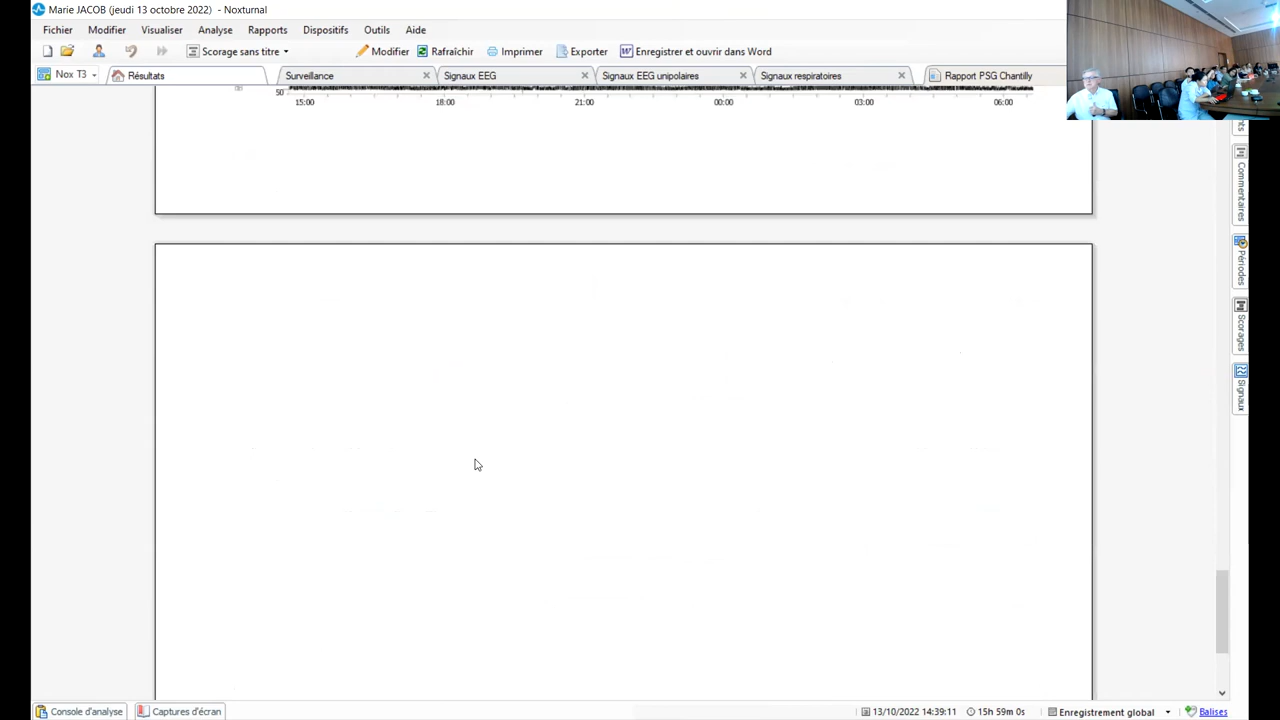 Marie JACOB (jeudi 13 octobre 2022) - Noxturnal
Fichier Modifier Visualiser Analyse Rapports Dispositifs Outils Aide
Scorage sans titre Modifier Rafraîchir Imprimer Exporter Enregistrer et ouvrir dans Word
Nox T3 Résultats Surveillance Signaux EEG Signaux EEG unipolaires Signaux respiratoires Rapport PSG Chantilly
50
15:00 18:00 21:00 00:00 03:00 06:00
Commentaires
Périodes
Scorages
Signaux
Console d'analyse Captures d'écran 13/10/2022 14:39:11 15h 59m 0s Enregistrement global Balises